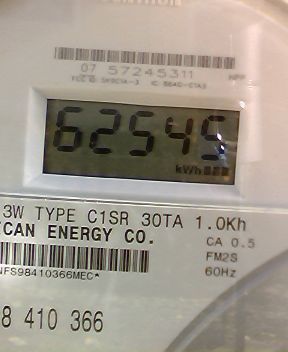 07 57245311
62545
kWh
3W TYPE C1SR 30TA 1.0Kh
CAN ENERGY CO.
CA 0.5
FM2S
60Hz
NFS98410366MEC*
8 410 366